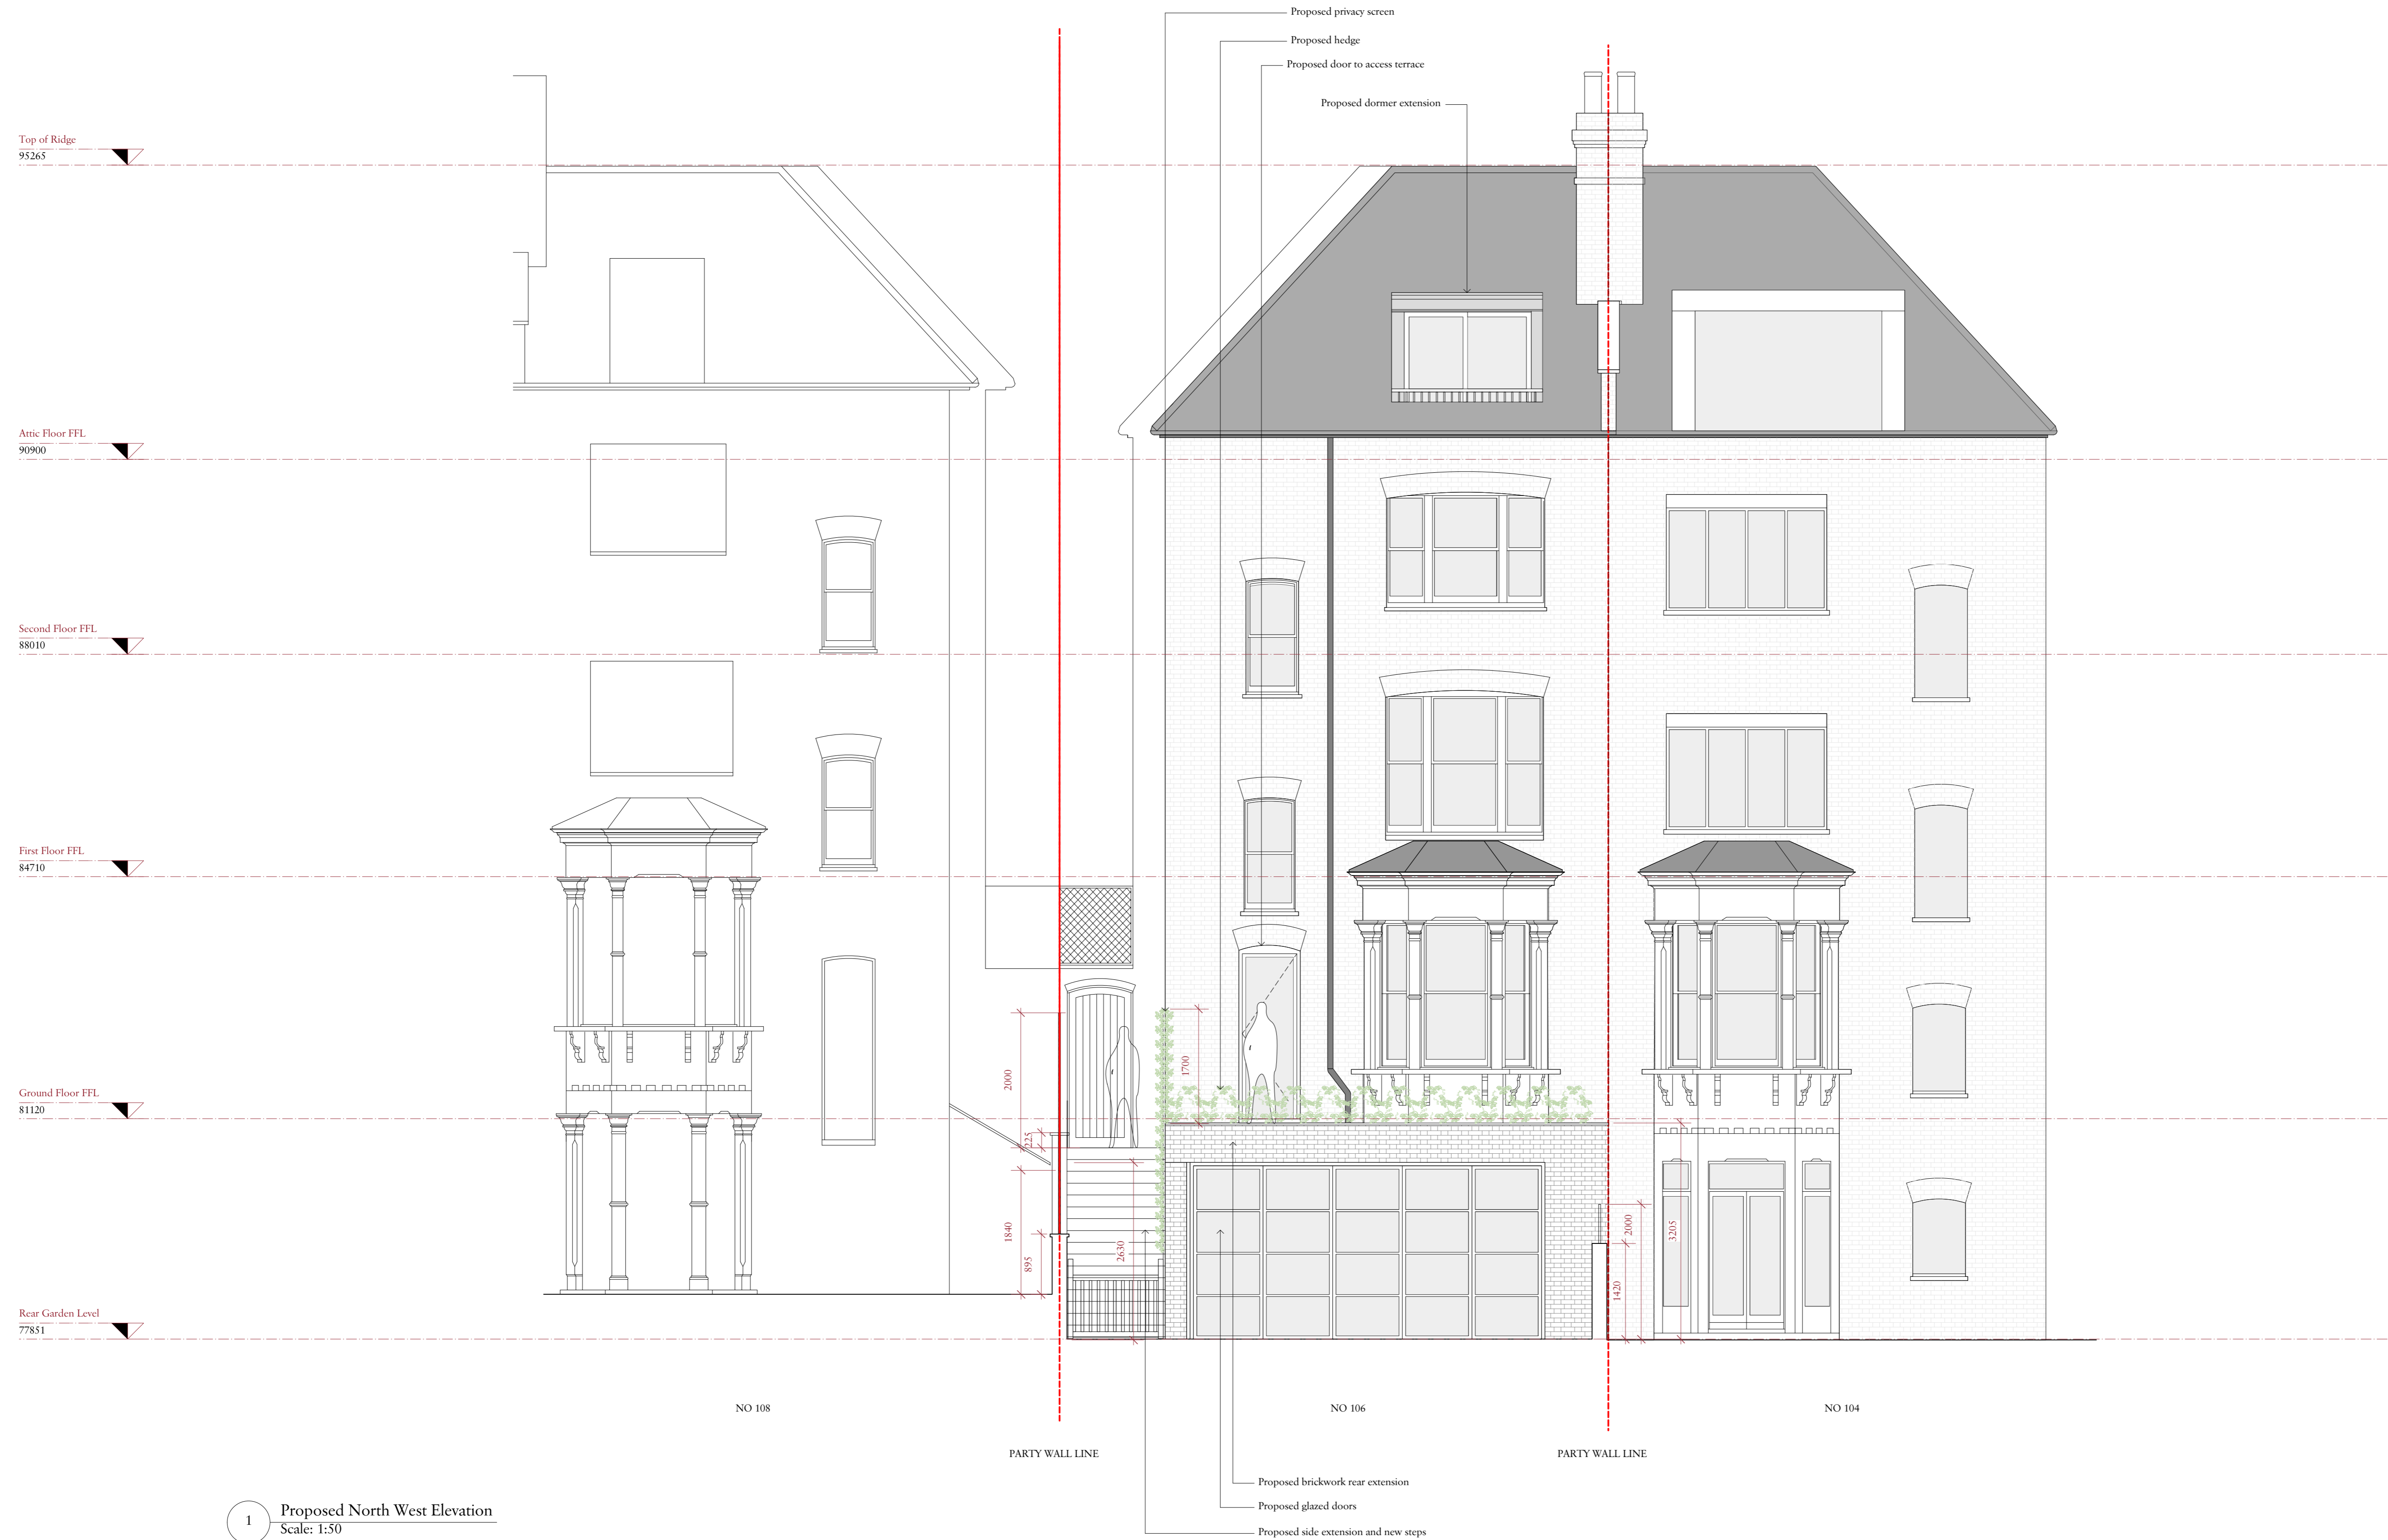 Proposed privacy screen
Proposed hedge
Proposed door to access terrace
Proposed dormer extension
Top of Ridge
95265
Attic Floor FFL
90900
Second Floor FFL
88010
First Floor FFL
84710
Ground Floor FFL
81120
Rear Garden Level
77851
2000
225
1840
895
2630
1700
2000
1420
3205
NO 108
NO 106
NO 104
PARTY WALL LINE
PARTY WALL LINE
Proposed brickwork rear extension
Proposed glazed doors
Proposed side extension and new steps
1
Proposed North West Elevation
Scale: 1:50